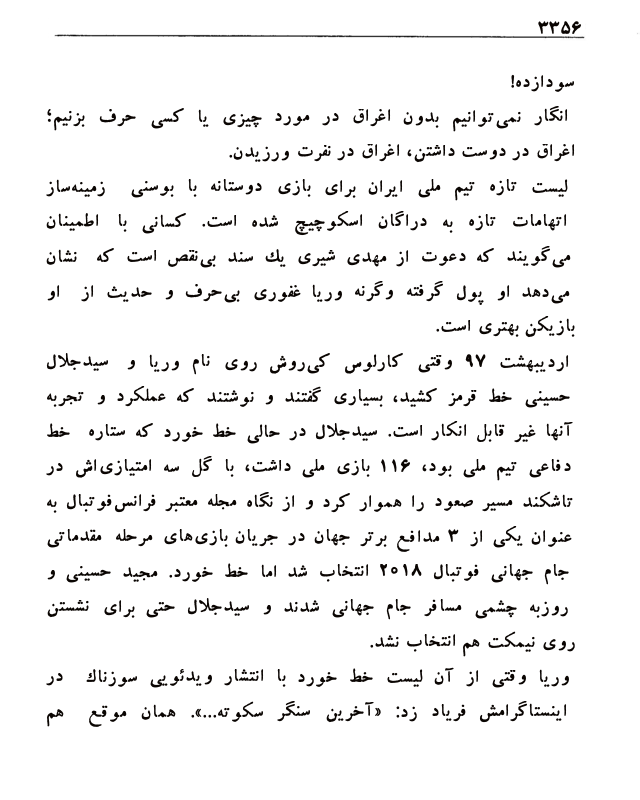 ۳۳۵۶
سودازده!
انگار نمی‌توانیم بدون اغراق در مورد چیزی یا کسی حرف بزنیم؛
اغراق در دوست داشتن، اغراق در نفرت ورزیدن.
لیست تازه تیم ملی ایران برای بازی دوستانه با بوسنی زمینه‌ساز
اتهامات تازه به دراگان اسکوچیچ شده است. کسانی با اطمینان
می‌گویند که دعوت از مهدی شیری یك سند بی‌نقص است که نشان
می‌دهد او پول گرفته وگرنه وریا غفوری بی‌حرف و حدیث از او
بازیکن بهتری است.
اردیبهشت ۹۷ وقتی کارلوس کی‌روش روی نام وریا و سیدجلال
حسینی خط قرمز کشید، بسیاری گفتند و نوشتند که عملکرد و تجربه
آنها غیر قابل انکار است. سیدجلال در حالی خط خورد که ستاره خط
دفاعی تیم ملی بود، ۱۱۶ بازی ملی داشت، با گل سه امتیازی‌اش در
تاشکند مسیر صعود را هموار کرد و از نگاه مجله معتبر فرانس‌فوتبال به
عنوان یکی از ۳ مدافع برتر جهان در جریان بازی‌های مرحله مقدماتی
جام جهانی فوتبال ۲۰۱۸ انتخاب شد اما خط خورد. مجید حسینی و
روزبه چشمی مسافر جام جهانی شدند و سیدجلال حتی برای نشستن
روی نیمکت هم انتخاب نشد.
وریا وقتی از آن لیست خط خورد با انتشار ویدئویی سوزناك در
اینستاگرامش فریاد زد: «آخرین سنگر سکوته...». همان موقع هم